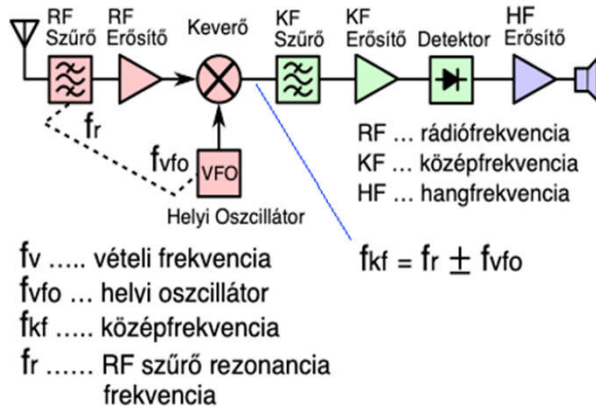 RF
Szűrő
RF
Erősítő
Keverő
KF
Szűrő
KF
Erősítő
Detektor
HF
Erősítő
fr
fvfo
VFO
Helyi Oszcillátor
RF ... rádiófrekvencia
KF ... középfrekvencia
HF ... hangfrekvencia
fv ..... vételi frekvencia
fvfo ... helyi oszcillátor
fkf ..... középfrekvencia
fr ...... RF szűrő rezonancia
frekvencia
fkf = fr ± fvfo